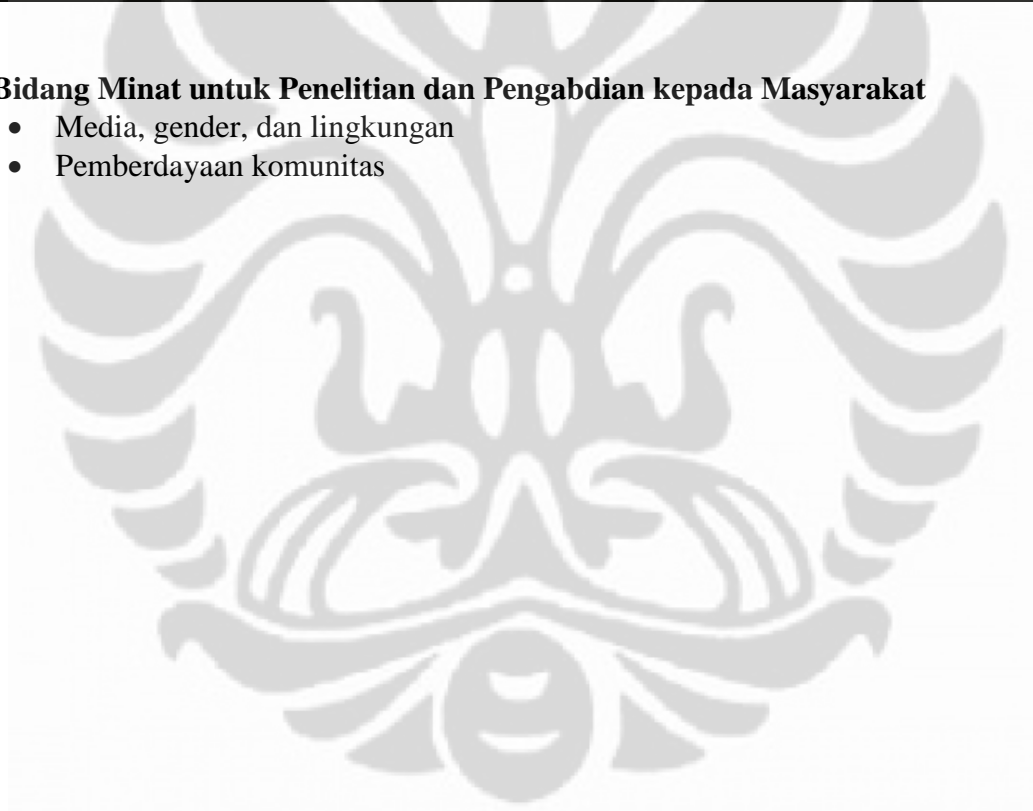 Bidang Minat untuk Penelitian dan Pengabdian kepada Masyarakat
• Media, gender, dan lingkungan
• Pemberdayaan komunitas